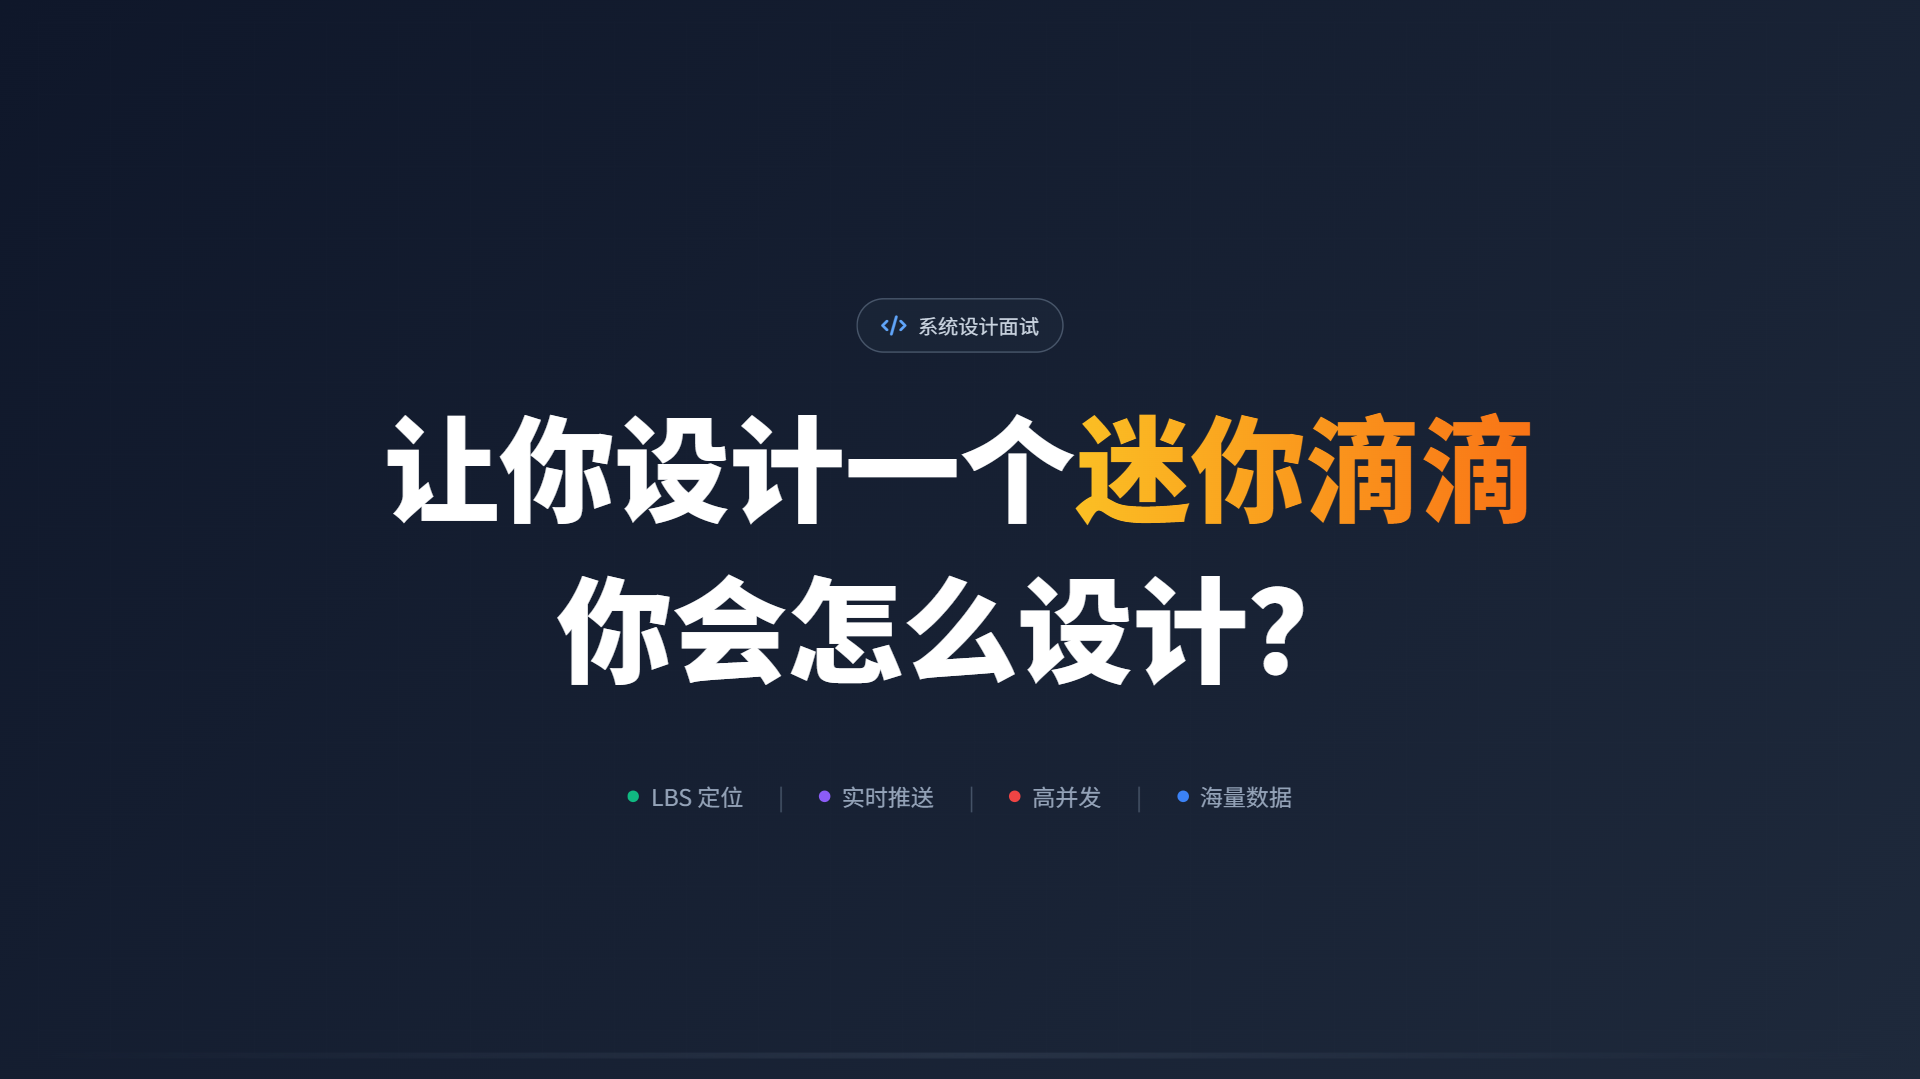 </> 系统设计面试
让你设计一个迷你滴滴
你会怎么设计？
LBS 定位 | 实时推送 | 高并发 | 海量数据